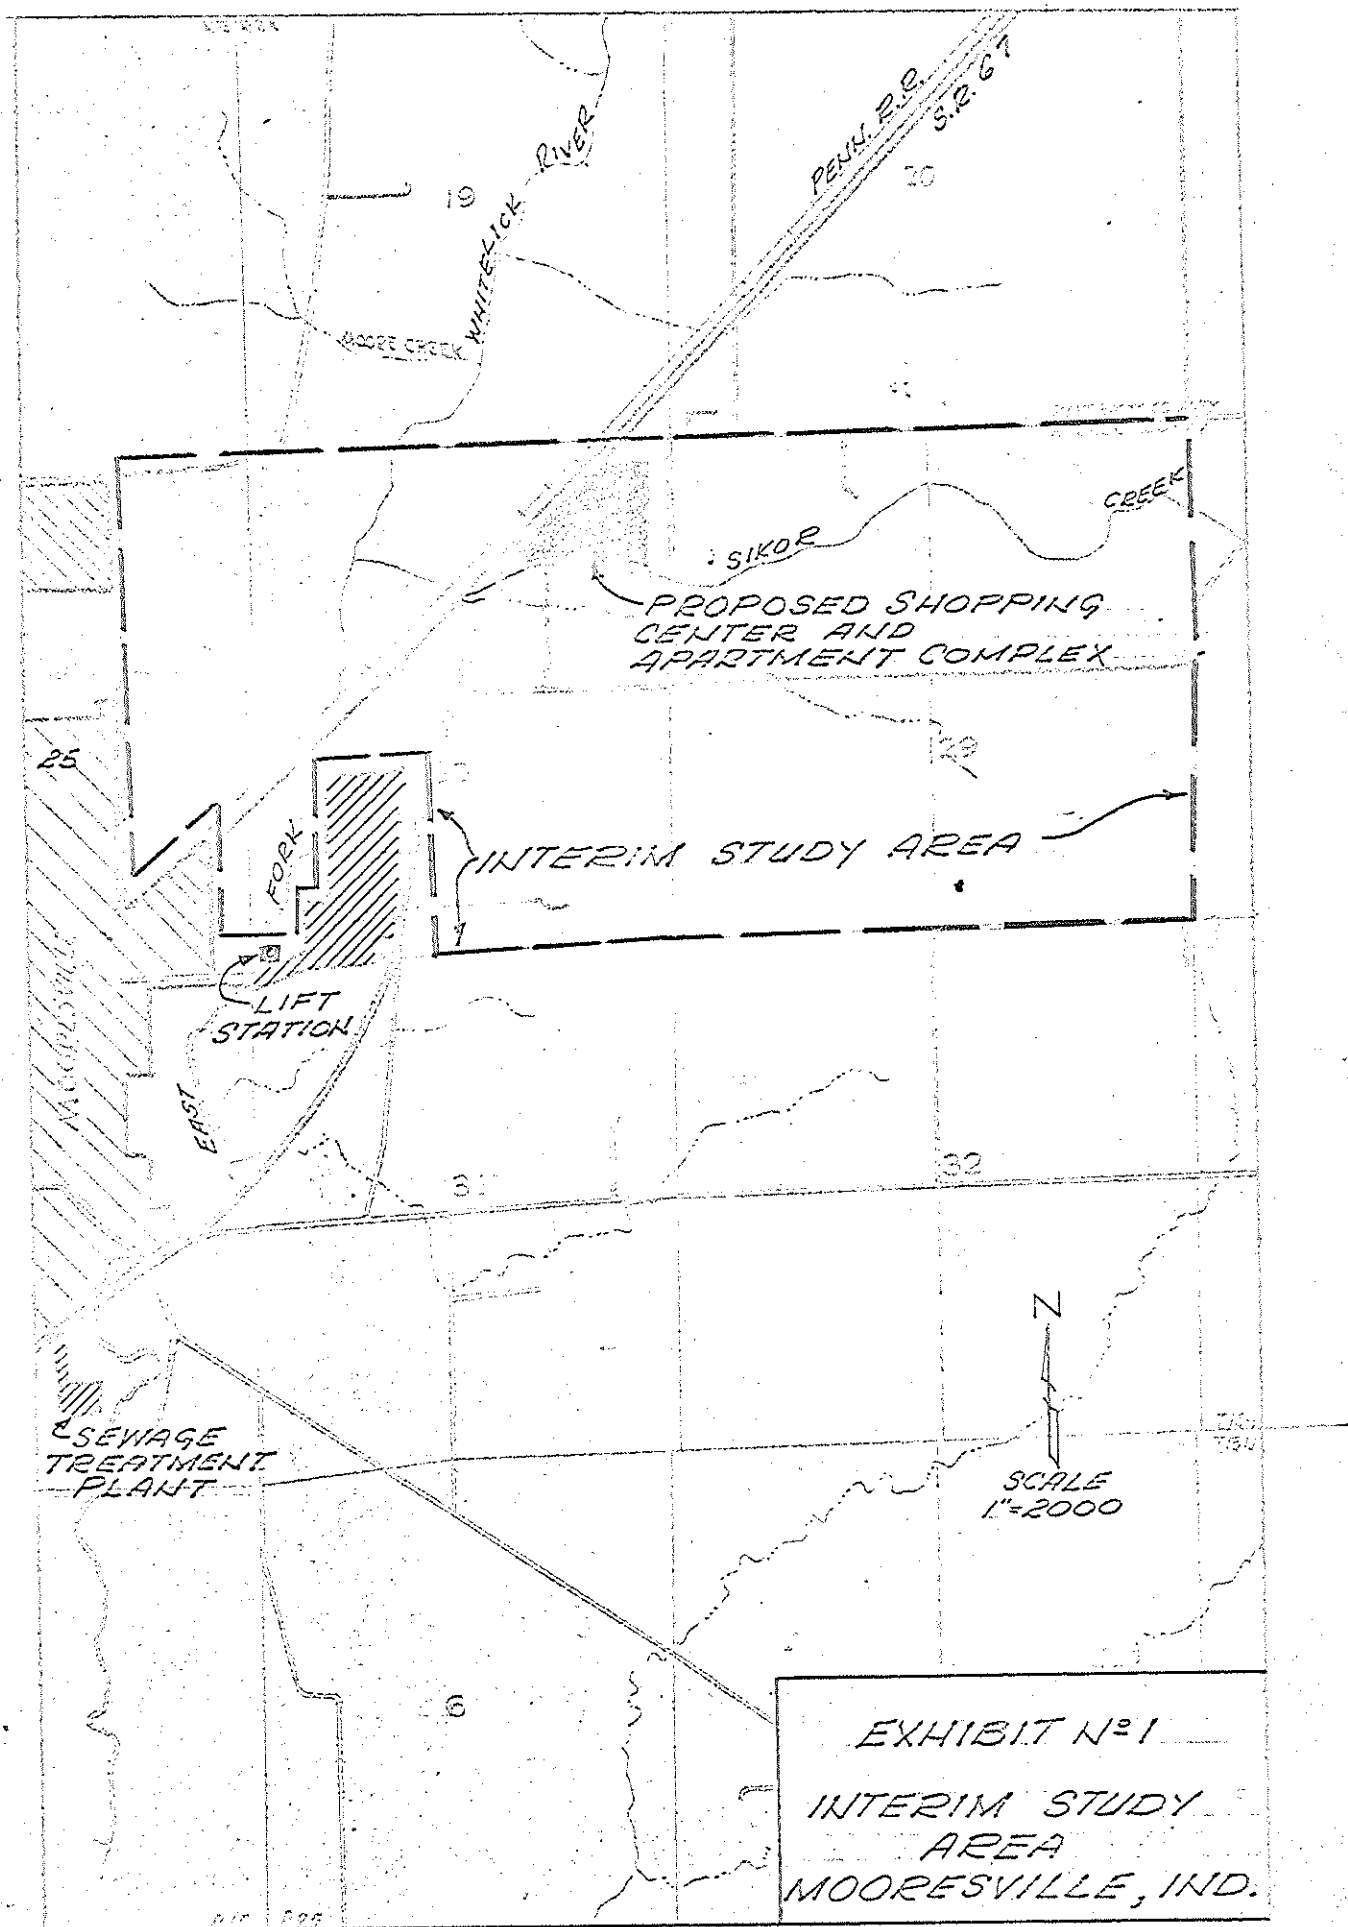 PENN. R.R.
S.R. 67
20
19
WHITELICK RIVER
MOORE CREEK
SIKOR CREEK
PROPOSED SHOPPING
CENTER AND
APARTMENT COMPLEX
25
29
FORK
INTERIM STUDY AREA
LIFT
STATION
MOORESVILLE
EAST
31
32
N
SCALE
1"=2000
SEWAGE
TREATMENT
PLANT
6
EXHIBIT Nº 1
INTERIM STUDY
AREA
MOORESVILLE, IND.